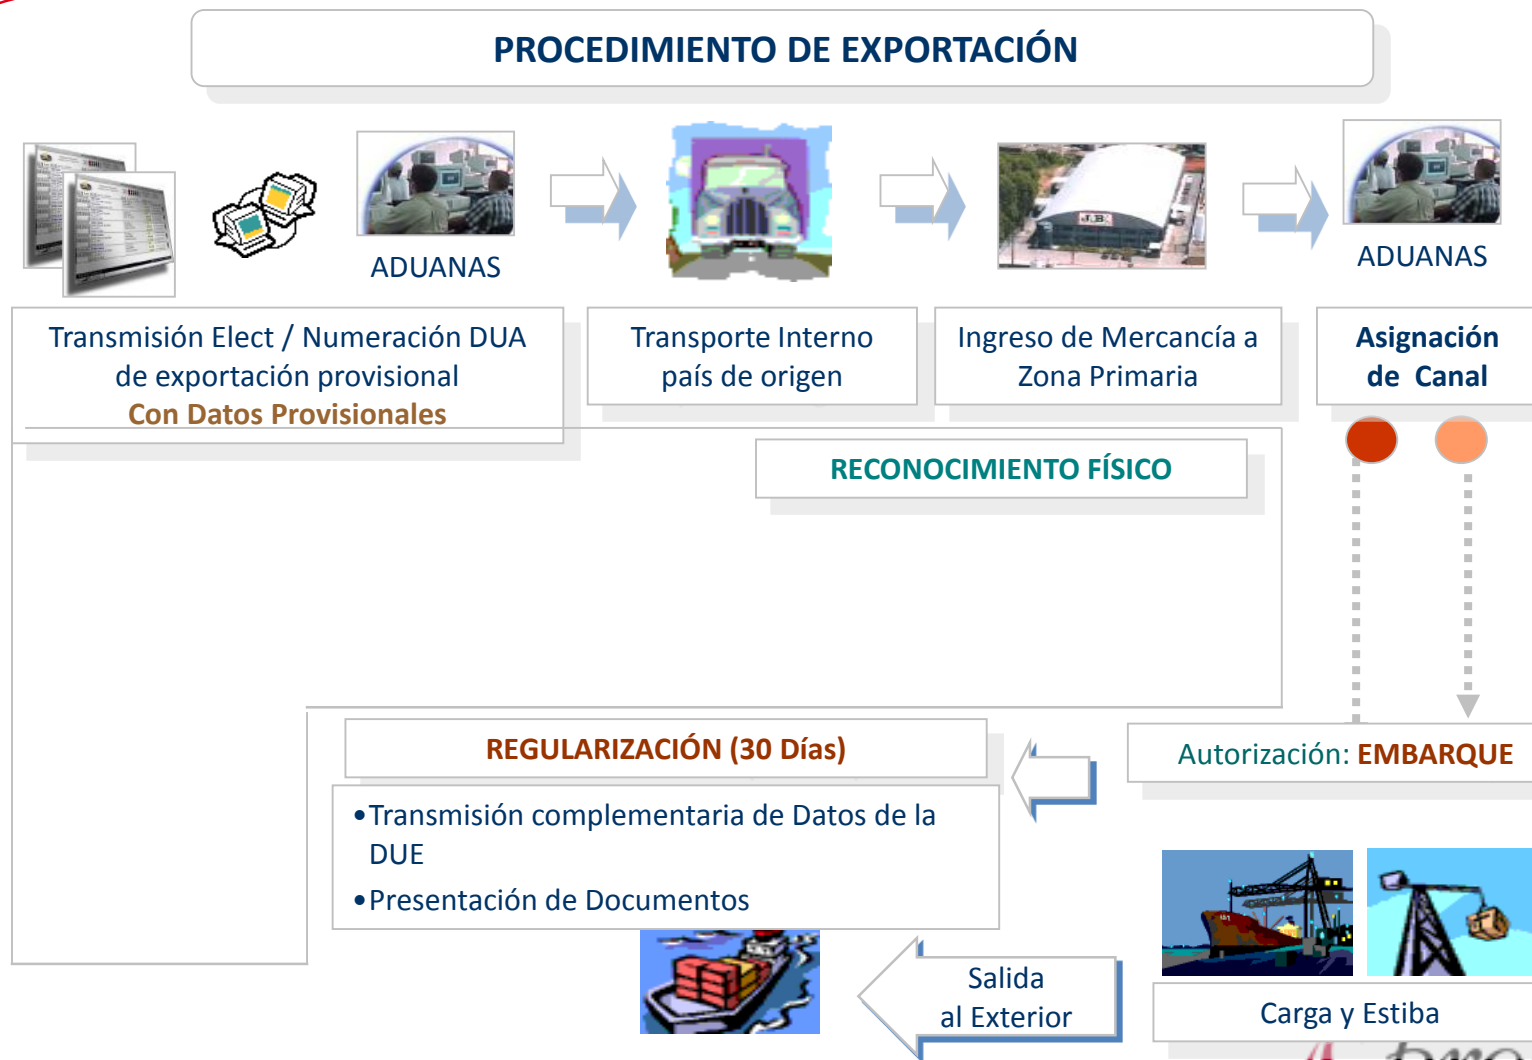 PROCEDIMIENTO DE EXPORTACIÓN
ADUANAS
ADUANAS
Transmisión Elect / Numeración DUA
de exportación provisional
Con Datos Provisionales
Transporte Interno
país de origen
Ingreso de Mercancía a
Zona Primaria
Asignación
de Canal
RECONOCIMIENTO FÍSICO
REGULARIZACIÓN (30 Días)
Autorización: EMBARQUE
•Transmisión complementaria de Datos de la
DUE
•Presentación de Documentos
Salida
al Exterior
Carga y Estiba